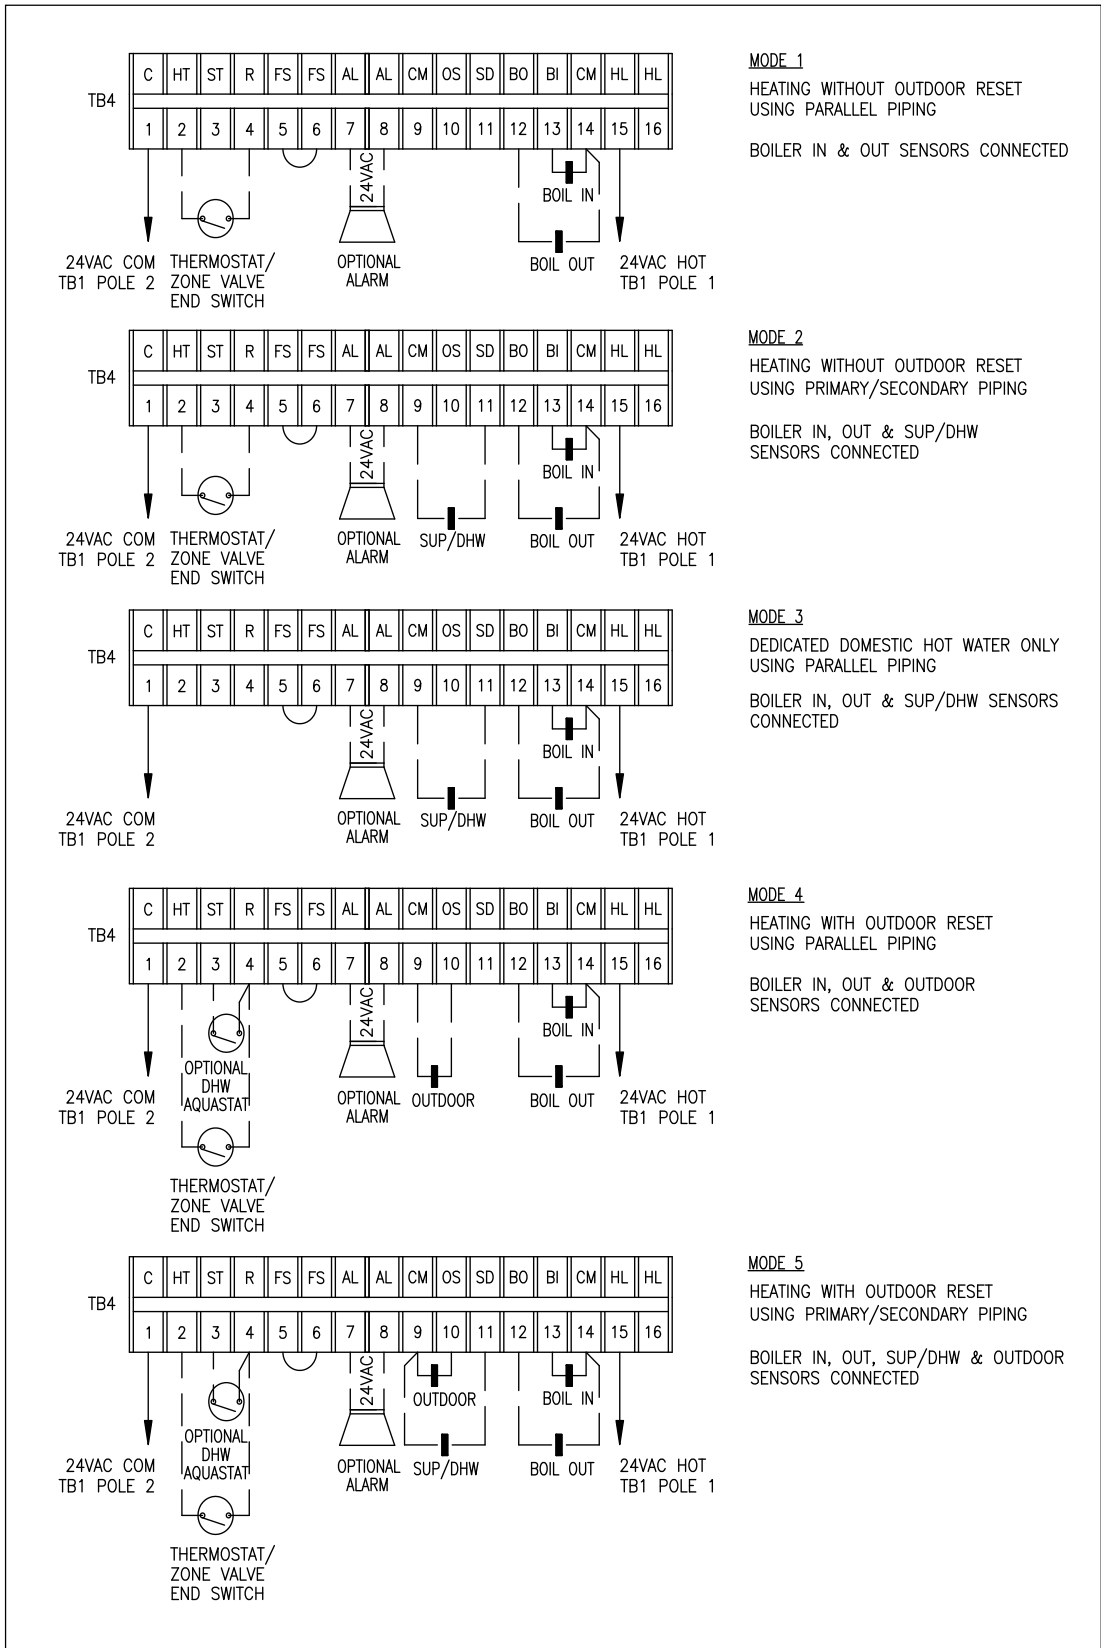 C HT ST R FS FS AL AL CM OS SD BO BI CM HL HL
TB4
1 2 3 4 5 6 7 8 9 10 11 12 13 14 15 16
24VAC
BOIL IN
24VAC COM
TB1 POLE 2
THERMOSTAT/
ZONE VALVE
END SWITCH
OPTIONAL
ALARM
BOIL OUT
24VAC HOT
TB1 POLE 1
MODE 1
HEATING WITHOUT OUTDOOR RESET
USING PARALLEL PIPING
BOILER IN & OUT SENSORS CONNECTED
C HT ST R FS FS AL AL CM OS SD BO BI CM HL HL
TB4
1 2 3 4 5 6 7 8 9 10 11 12 13 14 15 16
24VAC
BOIL IN
24VAC COM
TB1 POLE 2
THERMOSTAT/
ZONE VALVE
END SWITCH
OPTIONAL
ALARM
SUP/DHW
BOIL OUT
24VAC HOT
TB1 POLE 1
MODE 2
HEATING WITHOUT OUTDOOR RESET
USING PRIMARY/SECONDARY PIPING
BOILER IN, OUT & SUP/DHW
SENSORS CONNECTED
C HT ST R FS FS AL AL CM OS SD BO BI CM HL HL
TB4
1 2 3 4 5 6 7 8 9 10 11 12 13 14 15 16
24VAC
BOIL IN
24VAC COM
TB1 POLE 2
OPTIONAL
ALARM
SUP/DHW
BOIL OUT
24VAC HOT
TB1 POLE 1
MODE 3
DEDICATED DOMESTIC HOT WATER ONLY
USING PARALLEL PIPING
BOILER IN, OUT & SUP/DHW SENSORS
CONNECTED
C HT ST R FS FS AL AL CM OS SD BO BI CM HL HL
TB4
1 2 3 4 5 6 7 8 9 10 11 12 13 14 15 16
24VAC
BOIL IN
OPTIONAL
DHW
AQUASTAT
24VAC COM
TB1 POLE 2
OPTIONAL
ALARM
OUTDOOR
BOIL OUT
24VAC HOT
TB1 POLE 1
THERMOSTAT/
ZONE VALVE
END SWITCH
MODE 4
HEATING WITH OUTDOOR RESET
USING PARALLEL PIPING
BOILER IN, OUT & OUTDOOR
SENSORS CONNECTED
C HT ST R FS FS AL AL CM OS SD BO BI CM HL HL
TB4
1 2 3 4 5 6 7 8 9 10 11 12 13 14 15 16
24VAC
OUTDOOR
BOIL IN
OPTIONAL
DHW
AQUASTAT
24VAC COM
TB1 POLE 2
OPTIONAL
ALARM
SUP/DHW
BOIL OUT
24VAC HOT
TB1 POLE 1
THERMOSTAT/
ZONE VALVE
END SWITCH
MODE 5
HEATING WITH OUTDOOR RESET
USING PRIMARY/SECONDARY PIPING
BOILER IN, OUT, SUP/DHW & OUTDOOR
SENSORS CONNECTED